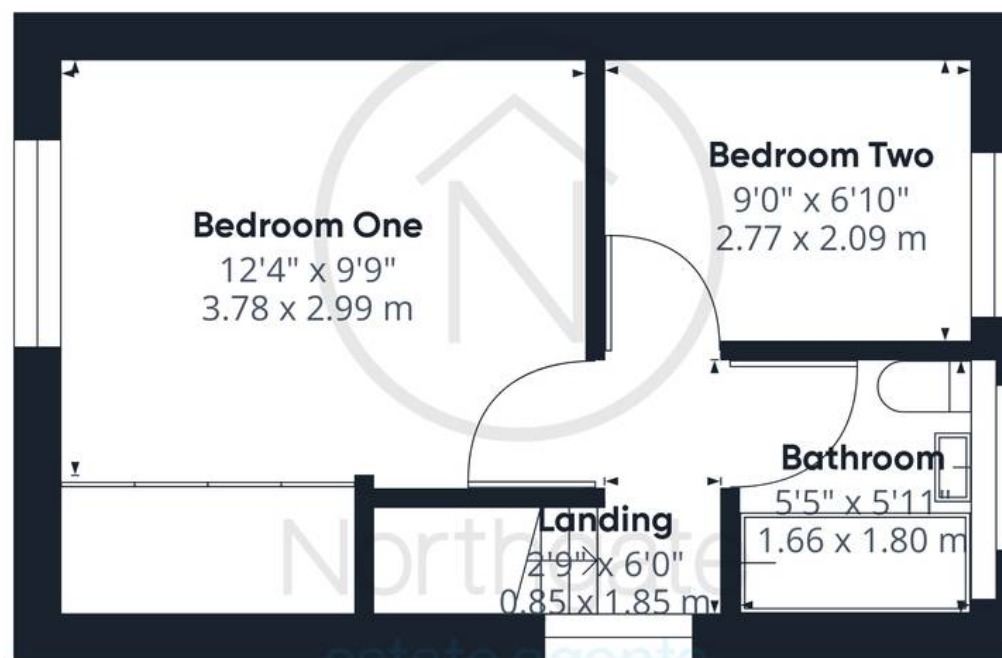 Bedroom One
12'4" x 9'9"
3.78 x 2.99 m
Bedroom Two
9'0" x 6'10"
2.77 x 2.09 m
Bathroom
5'5" x 5'11"
1.66 x 1.80 m
Landing
2'9" x 6'0"
0.85 x 1.85 m
Northgate
estate agents